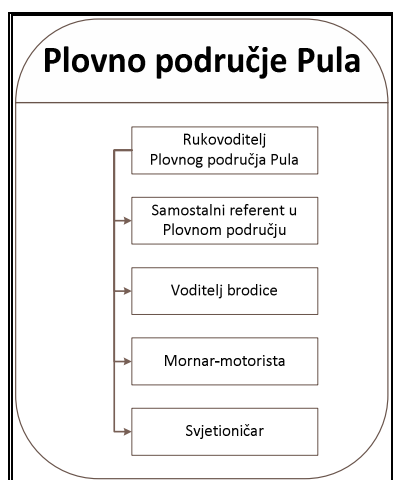 Plovno područje Pula
Rukovoditelj
Plovnog područja Pula
Samostalni referent u
Plovnom području
Voditelj brodice
Mornar-motorista
Svjetioničar